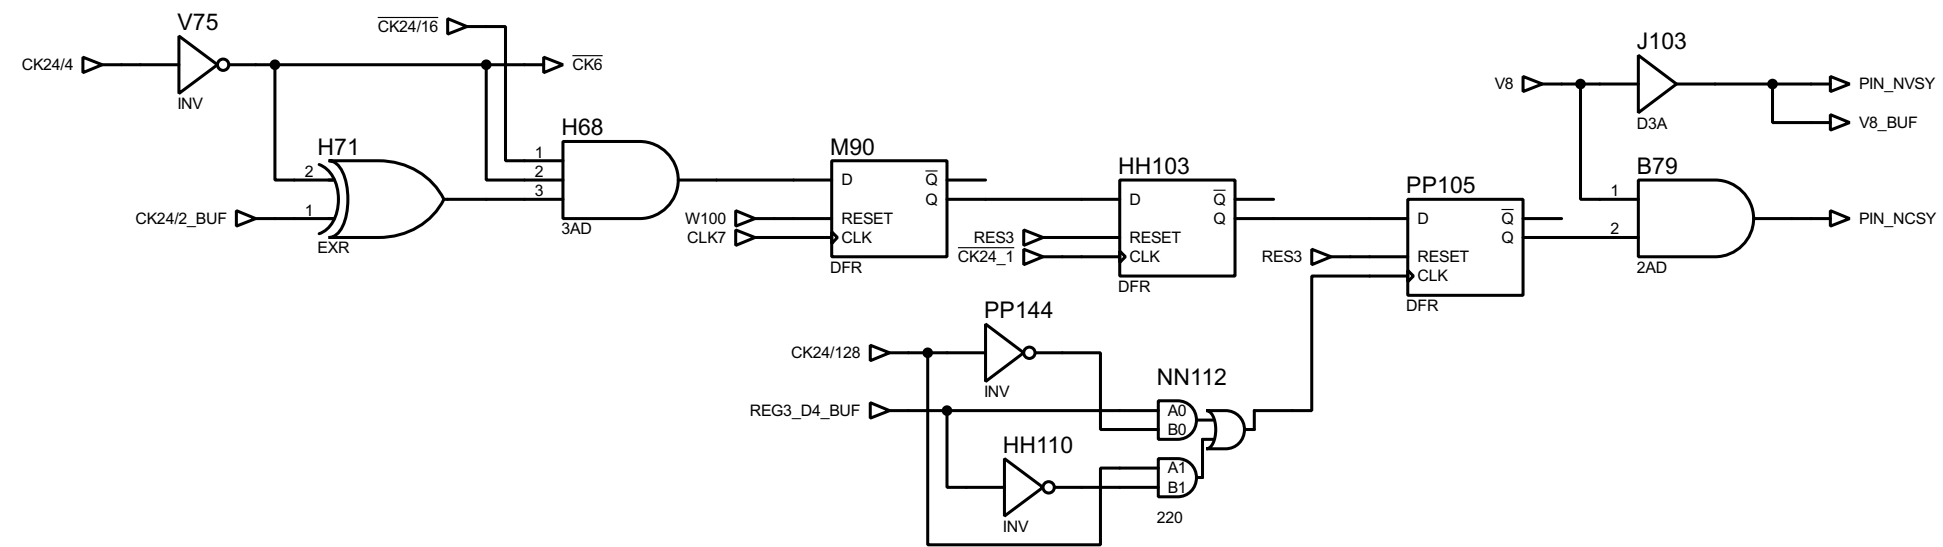 V75
CK24/4
INV
CK24/16
CK6
H71
2
1
CK24/2_BUF
EXR
H68
1
2
3
3AD
M90
D
Q
Q
W100
RESET
CLK7
CLK
DFR
HH103
D
Q
Q
RES3
RESET
CK24_1
CLK
DFR
PP105
D
Q
Q
RES3
RESET
CLK
DFR
J103
V8
D3A
PIN_NVSY
V8_BUF
B79
1
2
2AD
PIN_NCSY
PP144
CK24/128
INV
REG3_D4_BUF
HH110
INV
NN112
A0
B0
A1
B1
220